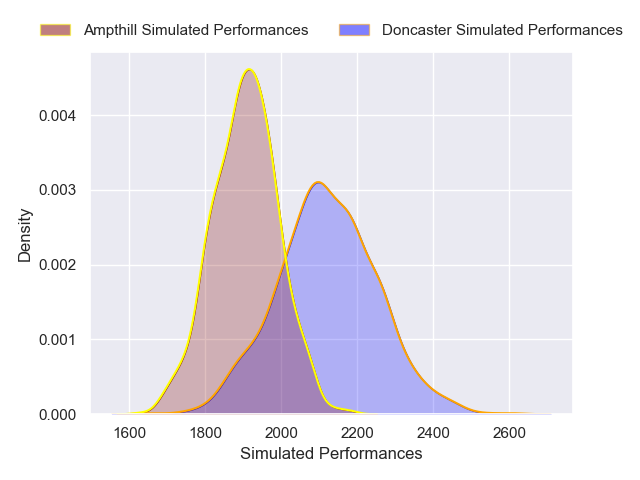 Ampthill Simulated Performances Doncaster Simulated Performances
0.004
0.003
0.002
0.001
0.000
Density
1600 1800 2000 2200 2400 2600
Simulated Performances